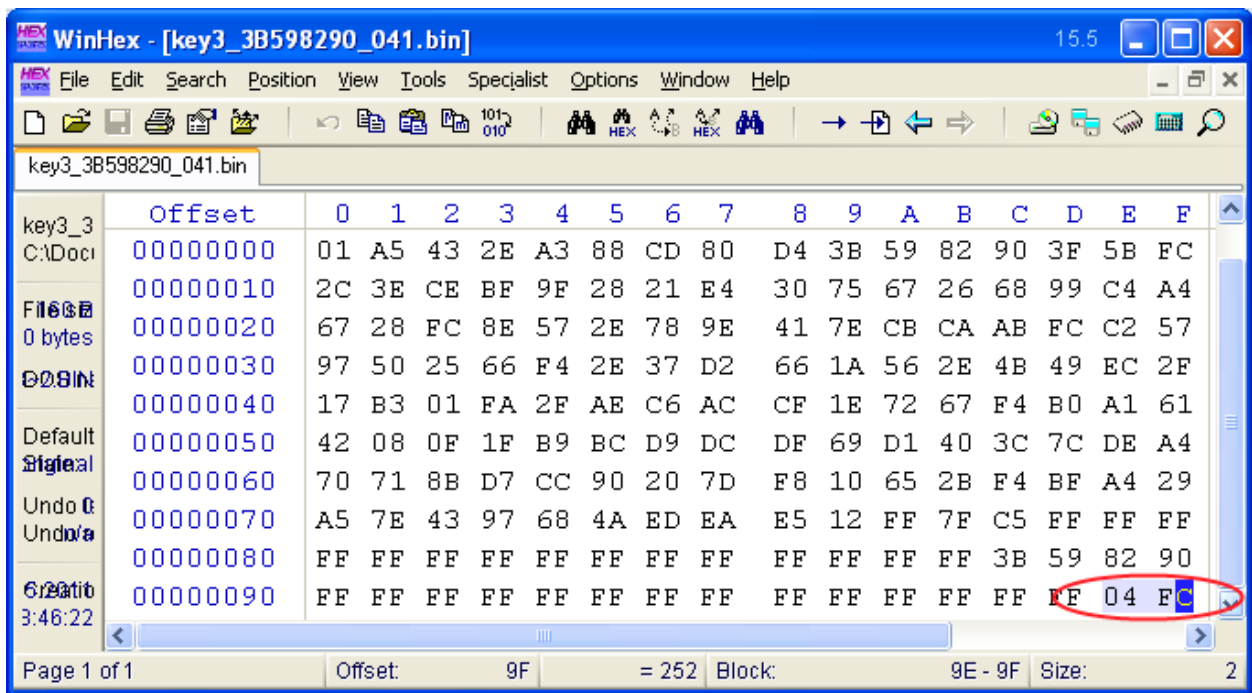 WinHex - [key3_3B598290_041.bin] 15.5
File Edit Search Position View Tools Specialist Options Window Help
key3_3B598290_041.bin
Offset 0 1 2 3 4 5 6 7 8 9 A B C D E F
00000000 01 A5 43 2E A3 88 CD 80 D4 3B 59 82 90 3F 5B FC
00000010 2C 3E CE BF 9F 28 21 E4 30 75 67 26 68 99 C4 A4
00000020 67 28 FC 8E 57 2E 78 9E 41 7E CB CA AB FC C2 57
00000030 97 50 25 66 F4 2E 37 D2 66 1A 56 2E 4B 49 EC 2F
00000040 17 B3 01 FA 2F AE C6 AC CF 1E 72 67 F4 B0 A1 61
00000050 42 08 0F 1F B9 BC D9 DC DF 69 D1 40 3C 7C DE A4
00000060 70 71 8B D7 CC 90 20 7D F8 10 65 2B F4 BF A4 29
00000070 A5 7E 43 97 68 4A ED EA E5 12 FF 7F C5 FF FF FF
00000080 FF FF FF FF FF FF FF FF FF FF FF FF 3B 59 82 90
00000090 FF FF FF FF FF FF FF FF FF FF FF FF FF FF 04 FC
key3_3
C:\Doc
0 bytes
Default
Undo
3:46:22
Page 1 of 1 Offset: 9F = 252 Block: 9E - 9F Size: 2